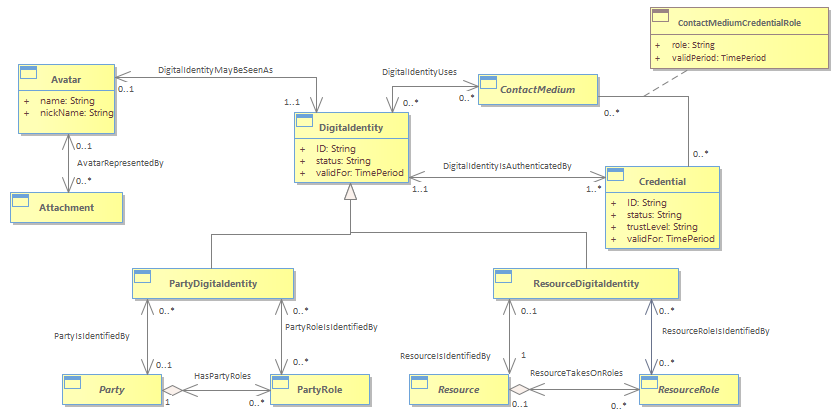 ContactMediumCredentialRole
+ role: String
+ validPeriod: TimePeriod
Avatar
+ name: String
+ nickName: String
DigitalIdentityMayBeSeenAs
0..1
1..1
DigitalIdentityUses
0..*
0..*
ContactMedium
0..*
0..*
DigitaIdentity
+ ID: String
+ status: String
+ validFor: TimePeriod
0..1
AvatarRepresentedBy
0..*
Attachment
DigitalIdentityIsAuthenticatedBy
1..1
1..*
Credential
+ ID: String
+ status: String
+ trustLevel: String
+ validFor: TimePeriod
PartyDigitaIdentity
ResourceDigitaIdentity
0..*
0..*
0..1
0..*
PartyIsIdentifiedBy
PartyRoleIsIdentifiedBy
ResourceIsIdentifiedBy
ResourceRoleIsIdentifiedBy
0..1
0..*
1
0..*
Party
HasPartyRoles
1
0..*
PartyRole
Resource
ResourceTakesOnRoles
0..1
0..*
ResourceRole